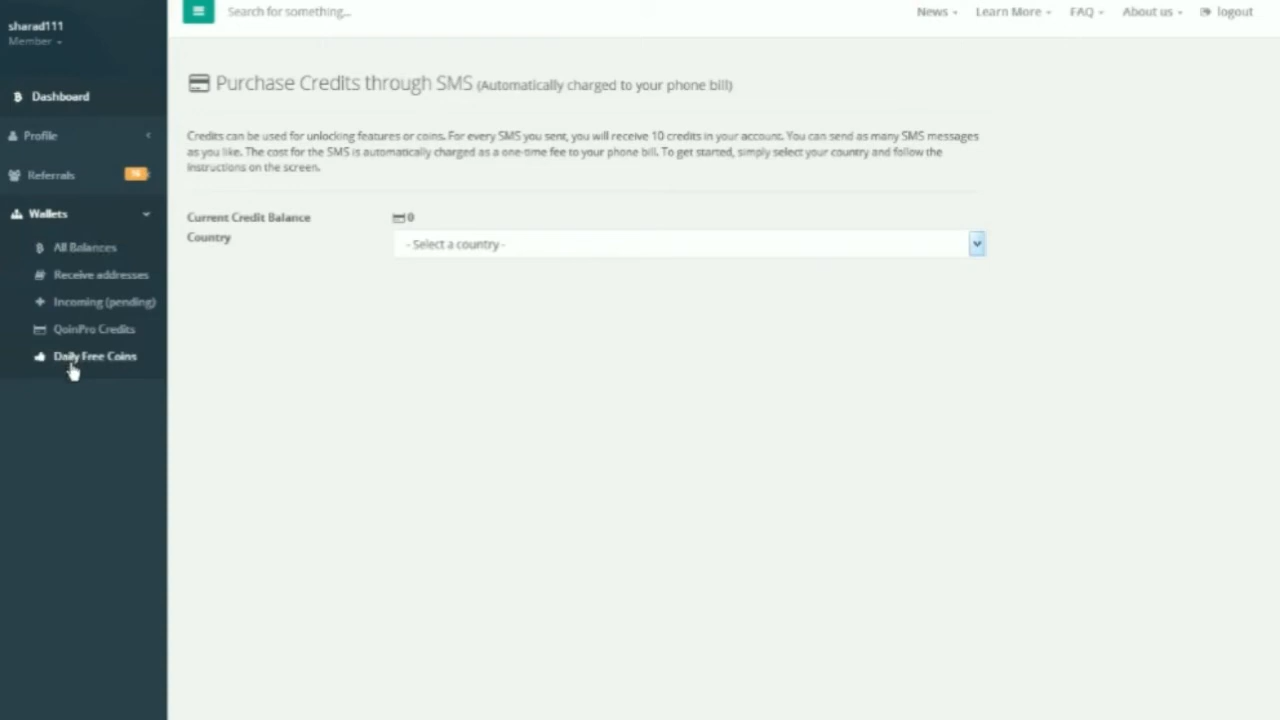 sharad111
Member
Dashboard
Profile
Referrals
Wallets
All Balances
Receive addresses
Incoming (pending)
QoinPro Credits
Daily Free Coins
Search for something...
News
Learn More
FAQ
About us
logout
Purchase Credits through SMS (Automatically charged to your phone bill)
Credits can be used for unlocking features or coins. For every SMS you sent, you will receive 10 credits in your account. You can send as many SMS messages
as you like. The cost for the SMS is automatically charged as a one-time fee to your phone bill. To get started, simply select your country and follow the
instructions on the screen.
Current Credit Balance
0
Country
- Select a country -